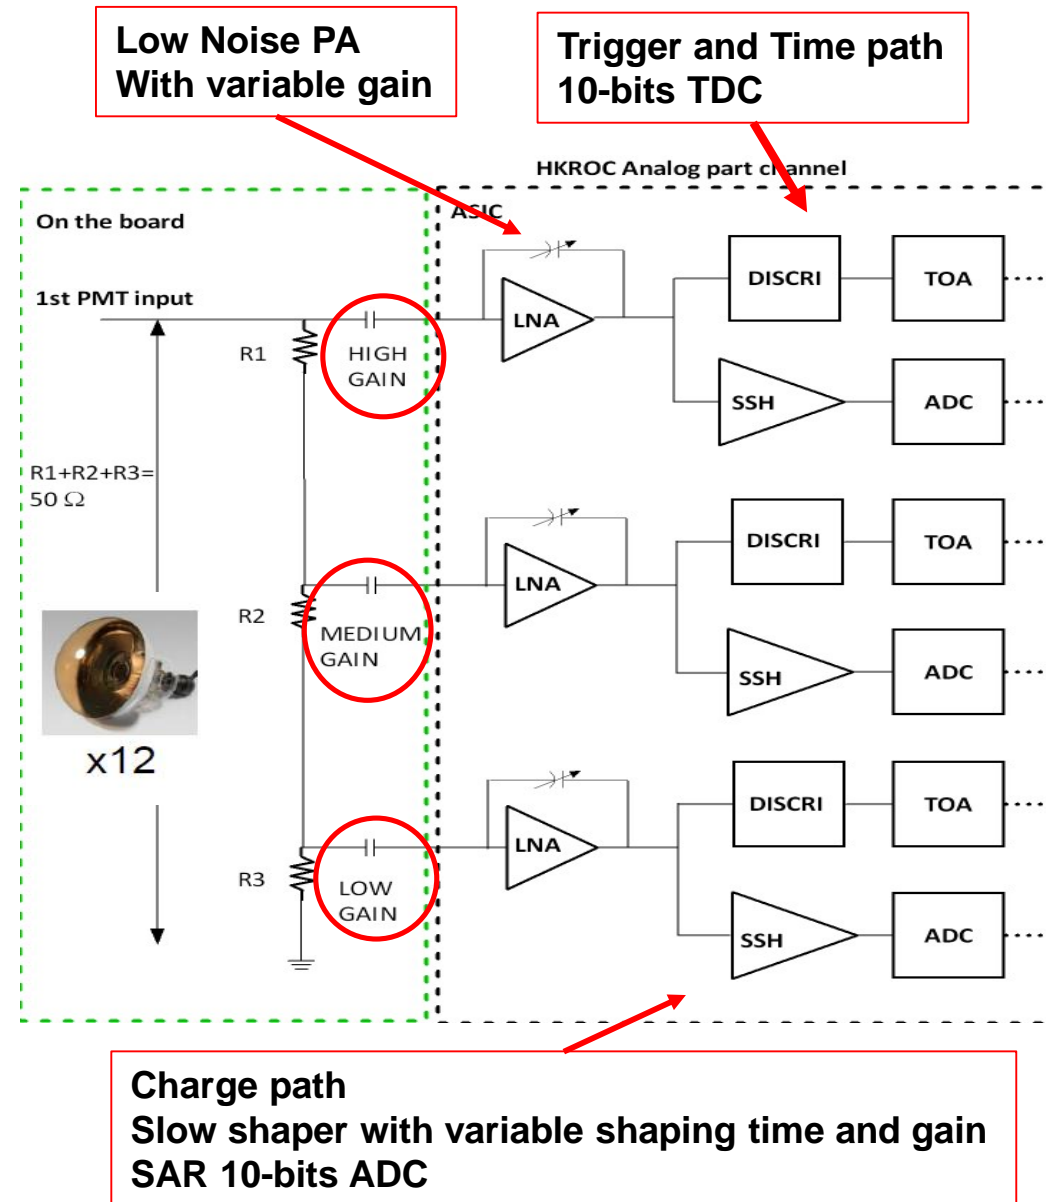 Low Noise PA
With variable gain
Trigger and Time path
10-bits TDC
HKROC Analog part channel
On the board
ASIC
1st PMT input
R1
HIGH
GAIN
LNA
DISCRI
TOA
SSH
ADC
R1+R2+R3=
50 Ω
R2
MEDIUM
GAIN
LNA
DISCRI
TOA
SSH
ADC
x12
R3
LOW
GAIN
LNA
DISCRI
TOA
SSH
ADC
Charge path
Slow shaper with variable shaping time and gain
SAR 10-bits ADC